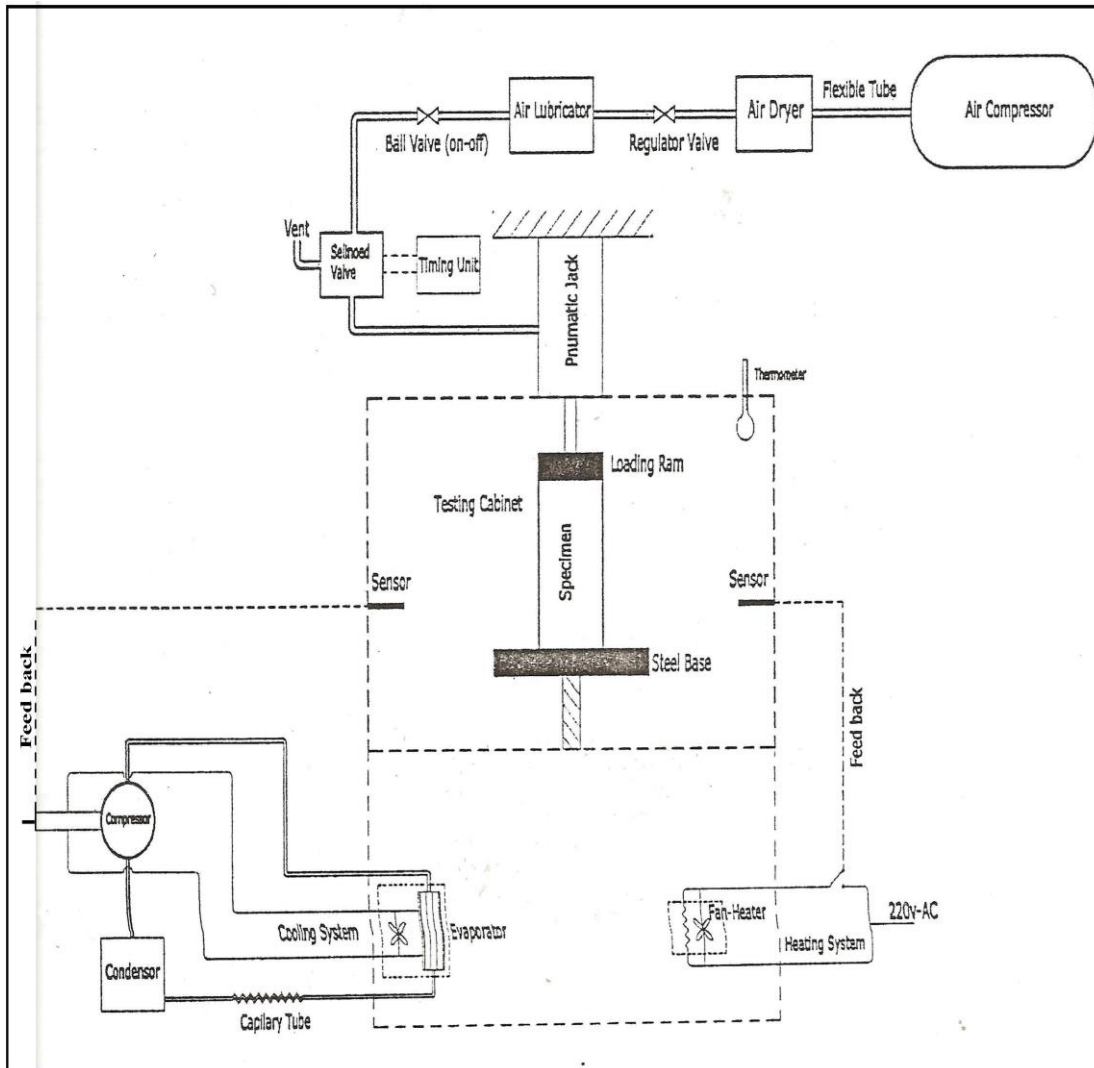 Flexible Tube
Air Compressor
Air Lubricator
Air Dryer
Ball Valve (on-off)
Regulator Valve
Vent
Selinoed
Valve
Timing Unit
Pnumatic Jack
Thermometer
Loading Ram
Testing Cabinet
Specimen
Sensor
Sensor
Steel Base
Feed back
Feed back
Compressor
Fan-Heater
220v-AC
Cooling System
Evaporator
Heating System
Condensor
Capilary Tube